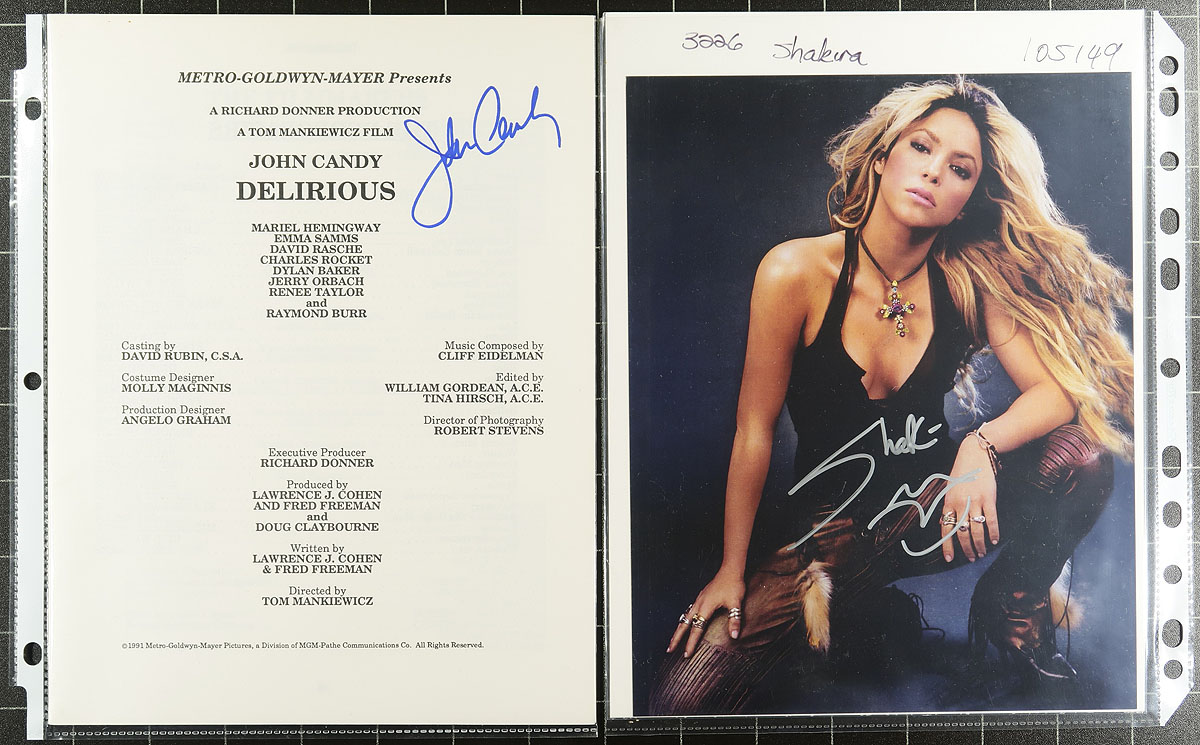 METRO-GOLDWYN-MAYER Presents
A RICHARD DONNER PRODUCTION
A TOM MANKIEWICZ FILM
John Candy
JOHN CANDY
DELIRIOUS
MARIEL HEMINGWAY
EMMA SAMMS
DAVID RASCHE
CHARLES ROCKET
DYLAN BAKER
JERRY ORBACH
RENEE TAYLOR
and
RAYMOND BURR
Casting by
DAVID RUBIN, C.S.A.
Costume Designer
MOLLY MAGINNIS
Production Designer
ANGELO GRAHAM
Music Composed by
CLIFF EIDELMAN
Edited by
WILLIAM GORDEAN, A.C.E.
TINA HIRSCH, A.C.E.
Director of Photography
ROBERT STEVENS
Executive Producer
RICHARD DONNER
Produced by
LAWRENCE J. COHEN
AND FRED FREEMAN
and
DOUG CLAYBOURNE
Written by
LAWRENCE J. COHEN
& FRED FREEMAN
Directed by
TOM MANKIEWICZ
©1991 Metro-Goldwyn-Mayer Pictures, a Division of MGM-Pathe Communications Co. All Rights Reserved.
3226 Shakira 105149